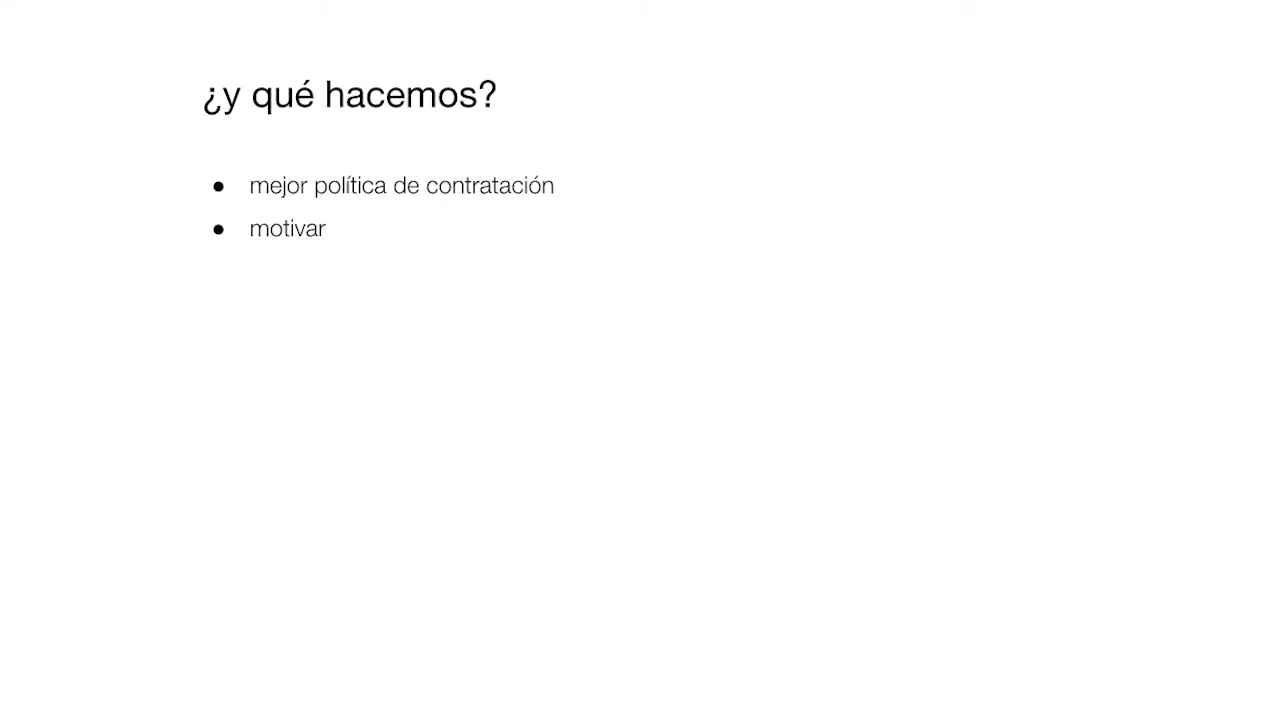 ¿y qué hacemos?
● mejor política de contratación
● motivar